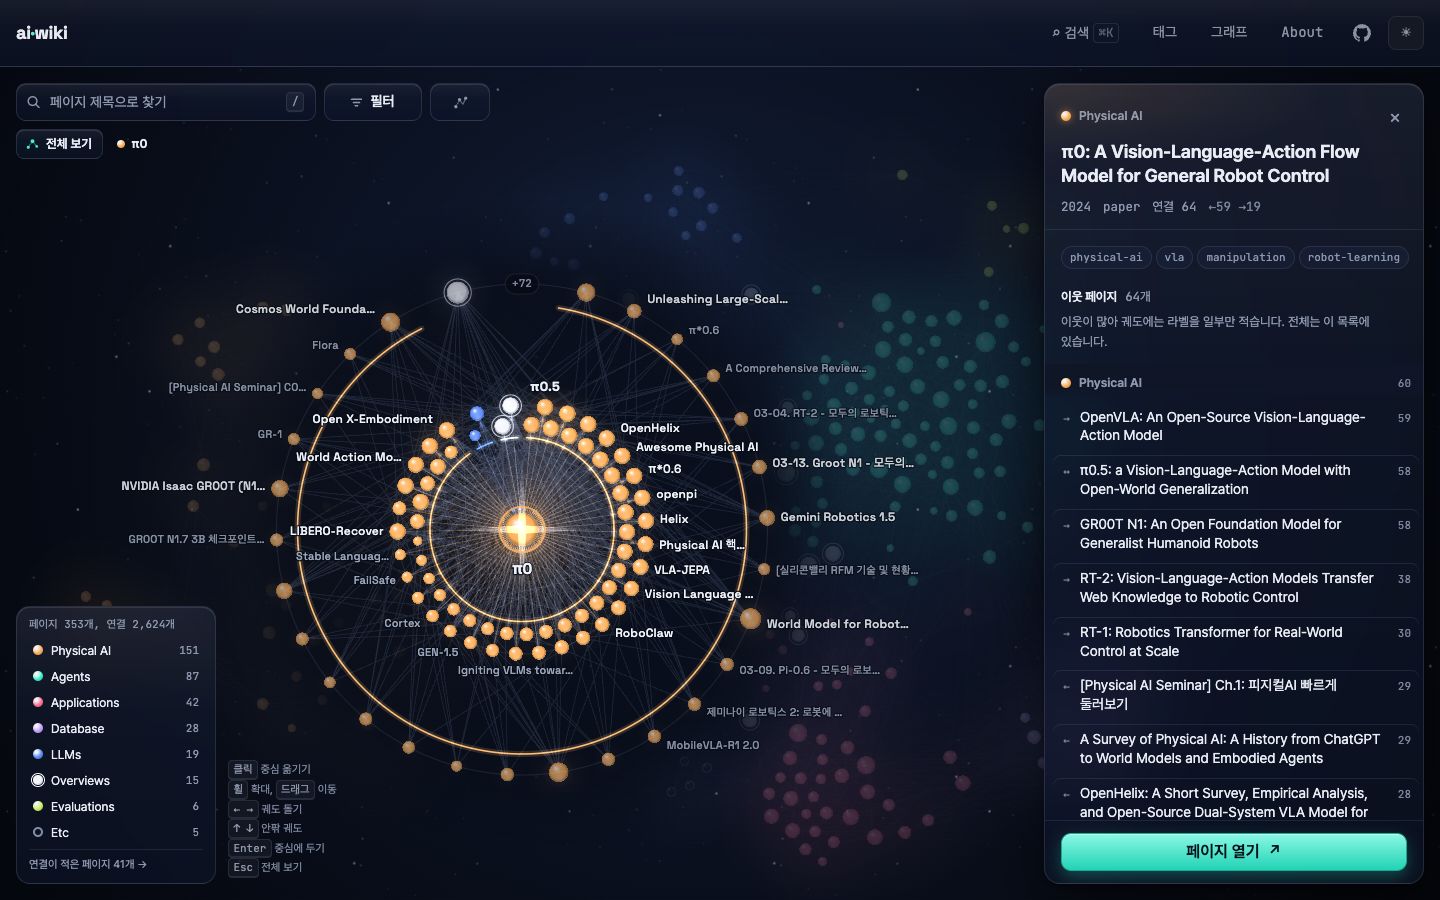 ai·wiki
검색 ⌘K
태그
그래프
About
페이지 제목으로 찾기 /
필터
전체 보기
π0
+72
Cosmos World Founda...
Unleashing Large-Scal...
Flora
π*0.6
A Comprehensive Review...
[Physical AI Seminar] CO...
π0.5
03-04. RT-2 - 모두의 로보틱...
Open X-Embodiment
OpenHelix
GR-1
Awesome Physical AI
World Action Mo...
π*0.6
03-13. Groot N1 - 모두의...
NVIDIA Isaac GROOT (N1...
openpi
Gemini Robotics 1.5
Helix
LIBERO-Recover
GROOT N1.7 3B 체크포인트...
Physical AI 핵...
Stable Languag...
π0
VLA-JEPA
[실리콘밸리 RFM 기술 및 현황...
FailSafe
Vision Language ...
Cortex
RoboClaw
World Model for Robot...
GEN-1.5
Igniting VLMs towar...
03-09. Pi-0.6 - 모두의 로보...
제미나이 로보틱스 2: 로봇에 ...
MobileVLA-R1 2.0
페이지 353개, 연결 2,624개
Physical AI 151
Agents 87
Applications 42
Database 28
LLMs 19
Overviews 15
Evaluations 6
Etc 5
연결이 적은 페이지 41개 →
클릭 중심 옮기기
휠 확대, 드래그 이동
← → 궤도 돌기
↑ ↓ 안팎 궤도
Enter 중심에 두기
Esc 전체 보기
Physical AI ×
π0: A Vision-Language-Action Flow
Model for General Robot Control
2024 paper 연결 64 ←59 →19
physical-ai vla manipulation robot-learning
이웃 페이지 64개
이웃이 많아 궤도에는 라벨을 일부만 적습니다. 전체는 이 목록에
있습니다.
Physical AI 60
→ OpenVLA: An Open-Source Vision-Language- 59
Action Model
↔ π0.5: a Vision-Language-Action Model with 58
Open-World Generalization
→ GR00T N1: An Open Foundation Model for 58
Generalist Humanoid Robots
→ RT-2: Vision-Language-Action Models Transfer 38
Web Knowledge to Robotic Control
→ RT-1: Robotics Transformer for Real-World 30
Control at Scale
← [Physical AI Seminar] Ch.1: 피지컬AI 빠르게 29
둘러보기
← A Survey of Physical AI: A History from ChatGPT 29
to World Models and Embodied Agents
← OpenHelix: A Short Survey, Empirical Analysis, 28
and Open-Source Dual-System VLA Model for
페이지 열기 ↗